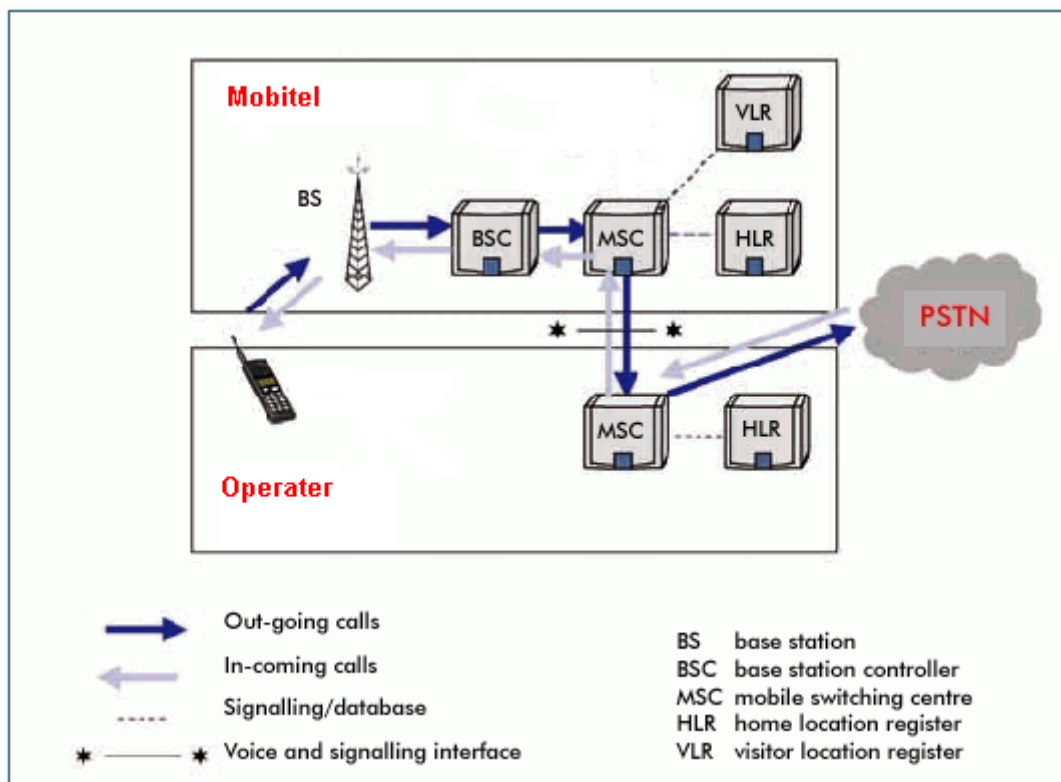 Mobitel
VLR
BS
BSC
MSC
HLR
PSTN
MSC
HLR
Operater
Out-going calls
In-coming calls
Signalling/database
Voice and signalling interface
BS base station
BSC base station controller
MSC mobile switching centre
HLR home location register
VLR visitor location register